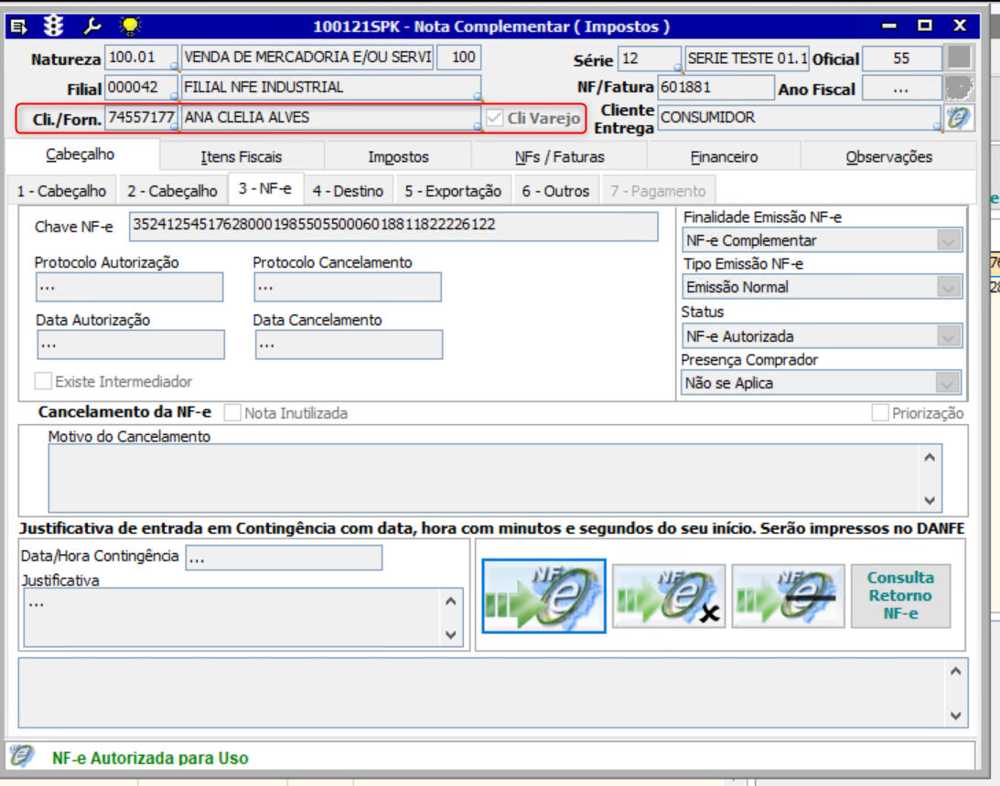 100121SPK - Nota Complementar ( Impostos )
Natureza 100.01 VENDA DE MERCADORIA E/OU SERVI 100 Série 12 SERIE TESTE 01.1 Oficial 55
Filial 000042 FILIAL NFE INDUSTRIAL NF/Fatura 601881 Ano Fiscal ...
Cli./Forn. 74557177 ANA CLELIA ALVES Cli Varejo Cliente Entrega CONSUMIDOR
Cabeçalho Itens Fiscais Impostos NFs / Faturas Financeiro Observações
1 - Cabeçalho 2 - Cabeçalho 3 - NF-e 4 - Destino 5 - Exportação 6 - Outros 7 - Pagamento
Chave NF-e 35241254517628000198550550006018811822226122
Finalidade Emissão NF-e
NF-e Complementar
Protocolo Autorização Protocolo Cancelamento
... ...
Tipo Emissão NF-e
Emissão Normal
Data Autorização Data Cancelamento
... ...
Status
NF-e Autorizada
Presença Comprador
Não se Aplica
Existe Intermediador
Cancelamento da NF-e Nota Inutilizada Priorização
Motivo do Cancelamento
Justificativa de entrada em Contingência com data, hora com minutos e segundos do seu início. Serão impressos no DANFE
Data/Hora Contingência ...
Justificativa
...
NF e NF e NF e
Consulta
Retorno
NF-e
NF-e Autorizada para Uso